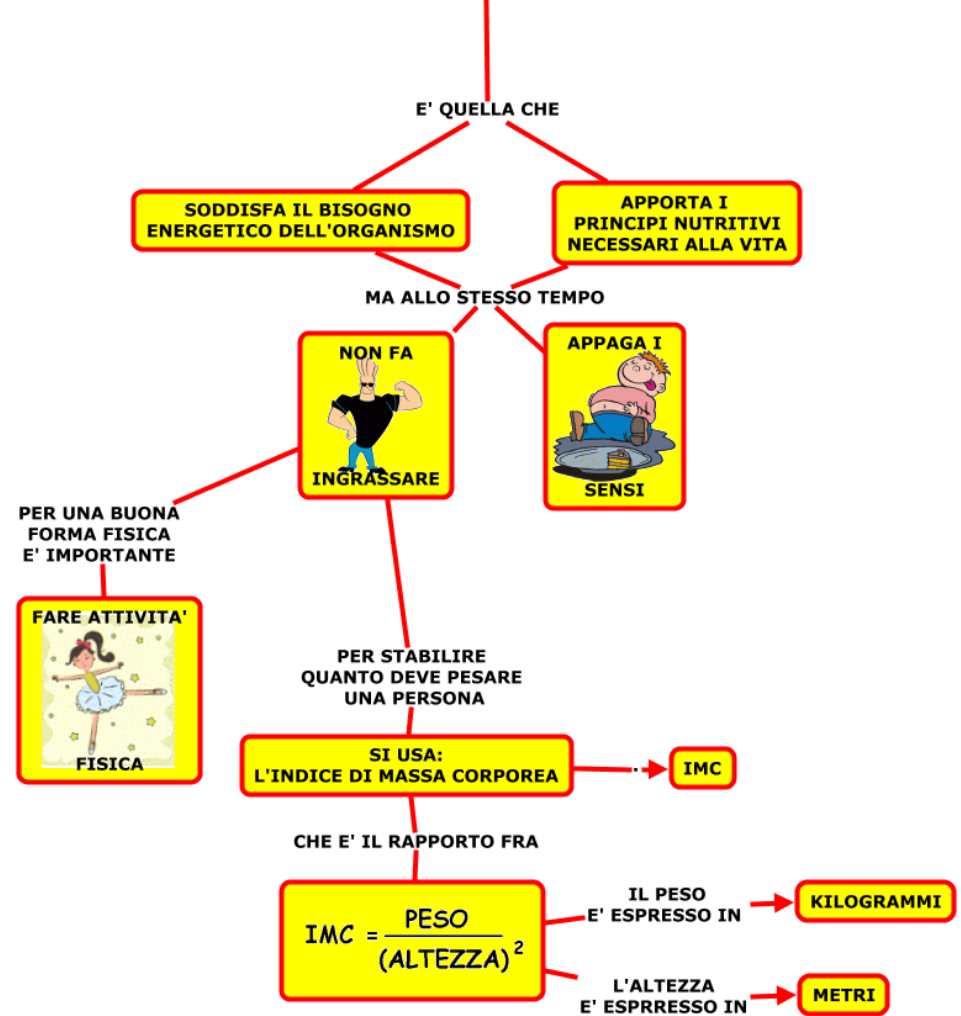 E' QUELLA CHE
SODDISFA IL BISOGNO
ENERGETICO DELL'ORGANISMO
APPORTA I
PRINCIPI NUTRITIVI
NECESSARI ALLA VITA
MA ALLO STESSO TEMPO
NON FA
INGRASSARE
APPAGA I
SENSI
PER UNA BUONA
FORMA FISICA
E' IMPORTANTE
FARE ATTIVITA'
FISICA
PER STABILIRE
QUANTO DEVE PESARE
UNA PERSONA
SI USA:
L'INDICE DI MASSA CORPOREA
.
IMC
CHE E' IL RAPPORTO FRA
IMC = PESO
(ALTEZZA)²
IL PESO
E' ESPRESSO IN
KILOGRAMMI
L'ALTEZZA
E' ESPRRESSO IN
METRI